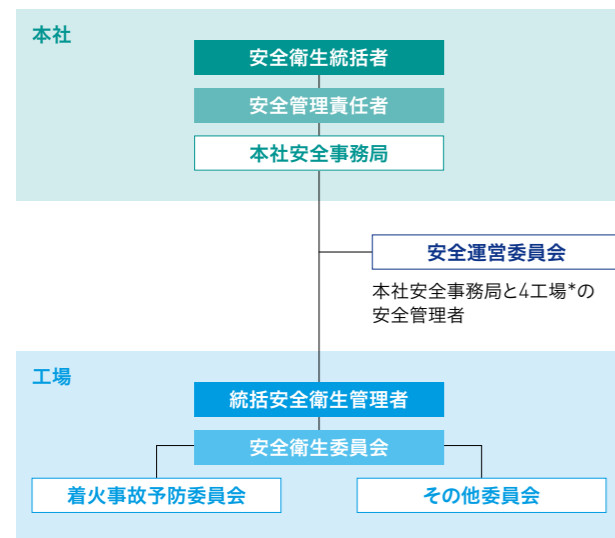 本社
安全衛生統括者
安全管理責任者
本社安全事務局
安全運営委員会
本社安全事務局と4工場*の
安全管理者
工場
統括安全衛生管理者
安全衛生委員会
着火事故予防委員会
その他委員会